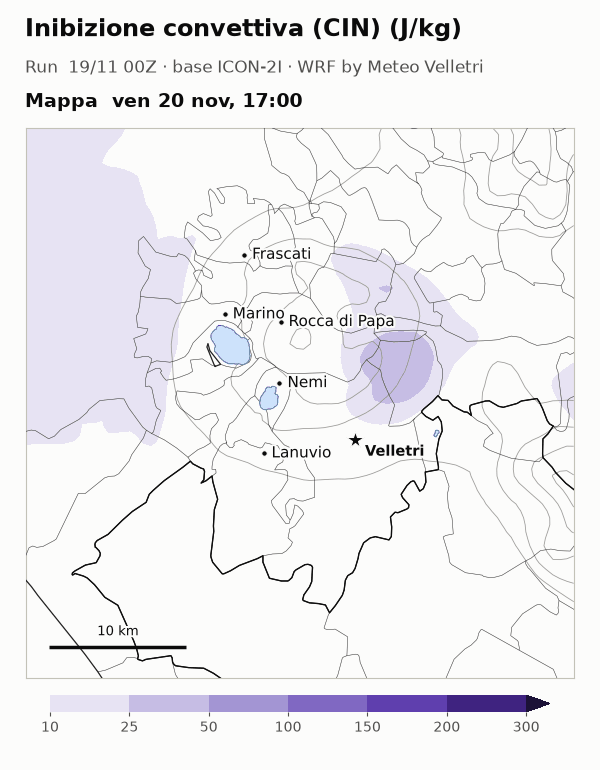 Inibizione convettiva (CIN) (J/kg)
Run  19/11 00Z · base ICON-2I · WRF by Meteo Velletri
Mappa  ven 20 nov, 17:00
Frascati
Marino
Rocca di Papa
Nemi
Lanuvio
Velletri
10 km
10 25 50 100 150 200 300